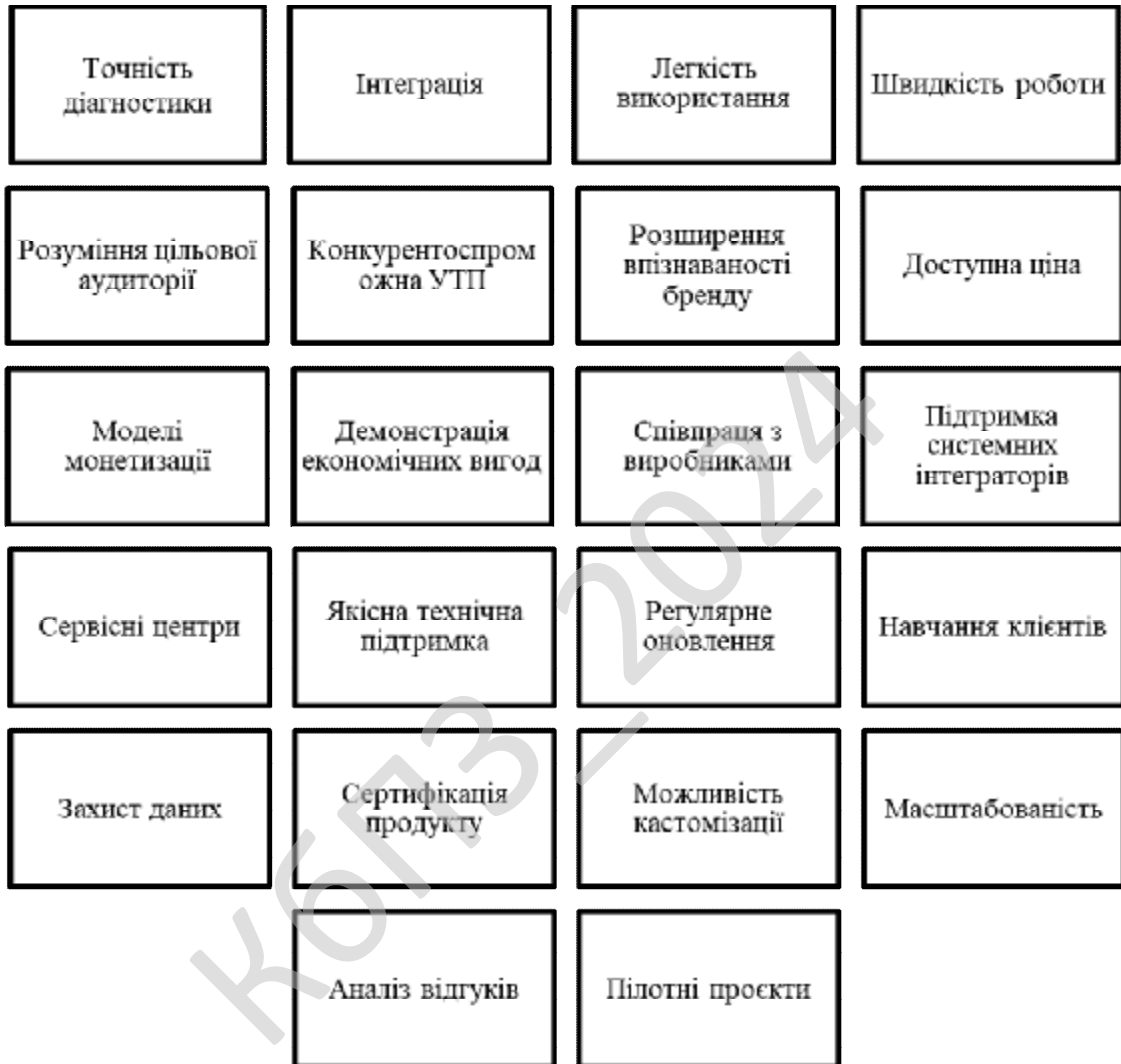 Точність
діагностики
Інтеграція
Легкість
використання
Швидкість роботи
Розуміння цільової
аудиторії
Конкурентоспром
ожна УТП
Розширення
впізнаваності
бренду
Доступна ціна
Моделі
монетизації
Демонстрація
економічних вигод
Співпраця з
виробниками
Підтримка
системних
інтеграторів
Сервісні центри
Якісна технічна
підтримка
Регулярне
оновлення
Навчання клієнтів
Захист даних
Сертифікація
продукту
Можливість
кастомізації
Масштабованість
Аналіз відгуків
Пілотні проєкти
КбПЗ_2024